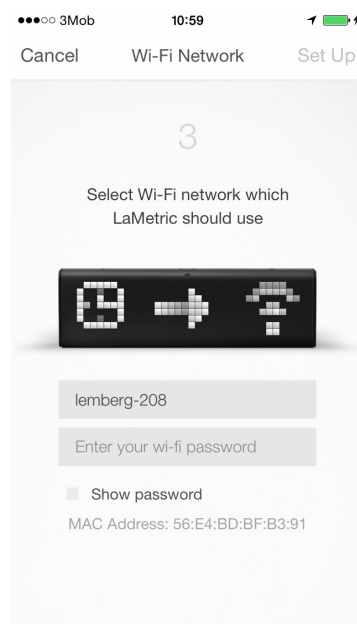 3Mob 10:59
Cancel Wi-Fi Network Set Up
3
Select Wi-Fi network which
LaMetric should use
lemberg-208
Enter your wi-fi password
Show password
MAC Address: 56:E4:BD:BF:B3:91